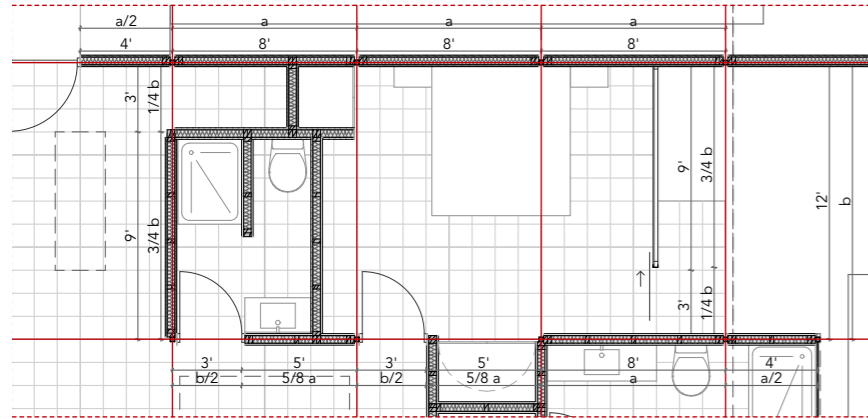 a/2 a a a
4' 8' 8' 8'
3' 1/4 b
9' 3/4 b
9' 3/4 b
12' b
3' 1/4 b
3' 5' 3' 5' 8' 4'
b/2 5/8 a b/2 5/8 a a a/2